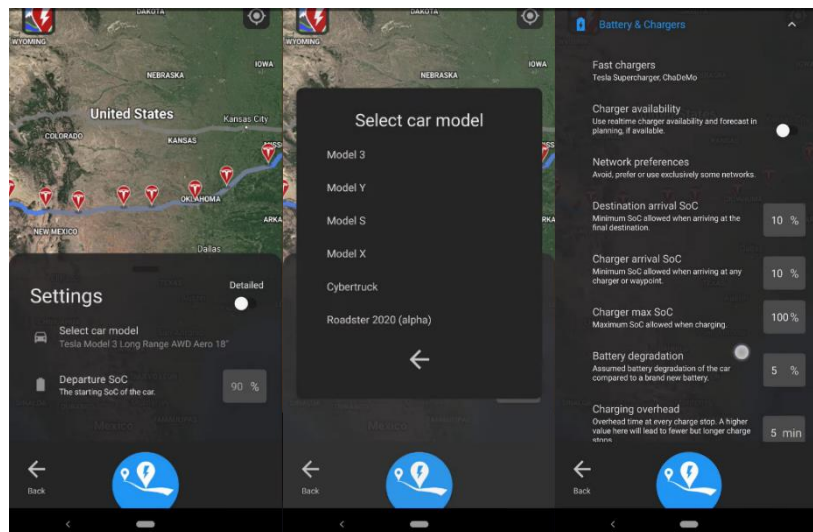 DAKOTA
WYOMING
IOWA
NEBRASKA
United States
Kansas City
COLORADO
KANSAS
MISS
OKLAHOMA
NEW MEXICO
ARKA
Dallas
Settings
Detailed
Select car model
Tesla Model 3 Long Range AWD Aero 18"
Departure SoC
The starting SoC of the car.
90 %
Mexico
Back
DAKOTA
WYOMING
IOWA
NEBRASKA
Select car model
Model 3
Model Y
Model S
Model X
Cybertruck
Roadster 2020 (alpha)
RKA
Mexico
Back
Battery & Chargers
Fast chargers
Tesla Supercharger, ChaDeMo
Charger availability
Use realtime charger availability and forecast in
planning, if available.
Network preferences
Avoid, prefer or use exclusively some networks.
Destination arrival SoC
Minimum SoC allowed when arriving at the
final destination.
10 %
Charger arrival SoC
Minimum SoC allowed when arriving at any
charger or waypoint.
10 %
Charger max SoC
Maximum SoC allowed when charging.
100 %
Battery degradation
Assumed battery degradation of the car
compared to a brand new battery.
5 %
Charging overhead
Overhead time at every charge stop. A higher
value here will lead to fewer but longer charge
stops
5 min
Back